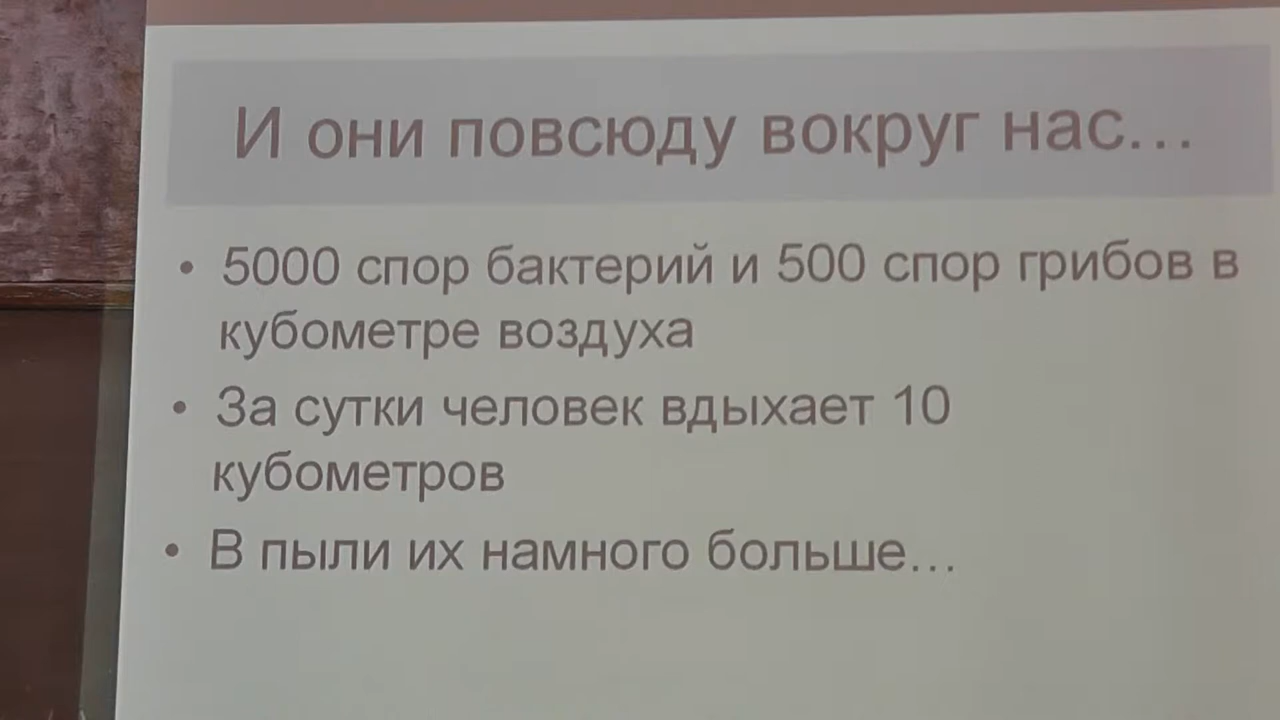 И они повсюду вокруг нас...
• 5000 спор бактерий и 500 спор грибов в
кубометре воздуха
• За сутки человек вдыхает 10
кубометров
• В пыли их намного больше...